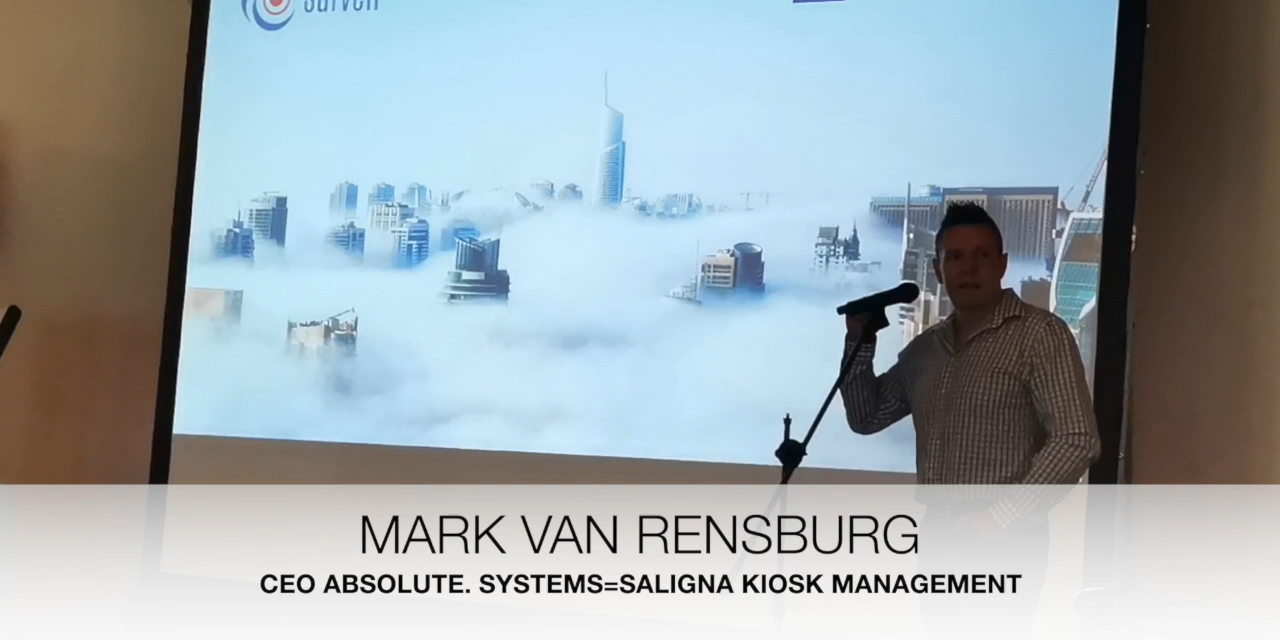 MARK VAN RENSBURG
CEO ABSOLUTE. SYSTEMS=SALIGNA KIOSK MANAGEMENT